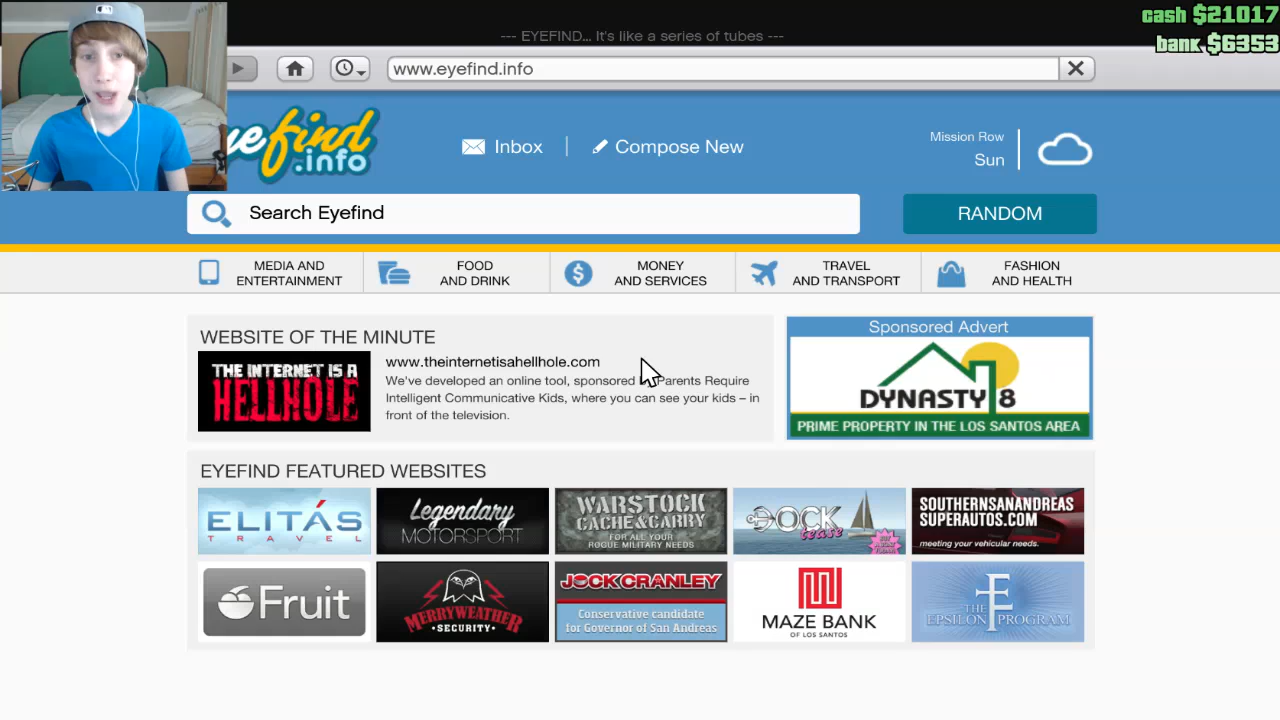 cash $21017
bank $6353
--- EYEFIND... It's like a series of tubes ---
www.eyefind.info
eyefind
.info
Inbox
Compose New
Mission Row
Sun
Search Eyefind
RANDOM
MEDIA AND
ENTERTAINMENT
FOOD
AND DRINK
MONEY
AND SERVICES
TRAVEL
AND TRANSPORT
FASHION
AND HEALTH
WEBSITE OF THE MINUTE
THE INTERNET IS A
HELLHOLE
www.theinternetisahellhole.com
We've developed an online tool, sponsored Parents Require
Intelligent Communicative Kids, where you can see your kids – in
front of the television.
Sponsored Advert
DYNASTY 8
PRIME PROPERTY IN THE LOS SANTOS AREA
EYEFIND FEATURED WEBSITES
ELITÁS
TRAVEL
Legendary
MOTORSPORT
WARSTOCK
CACHE & CARRY
FOR ALL YOUR
ROGUE MILITARY NEEDS
DOCK
tease
SOUTHERNSANANDREAS
SUPERAUTOS.COM
meeting your vehicular needs.
Fruit
MERRYWEATHER
SECURITY
JOCK CRANLEY
Conservative candidate
for Governor of San Andreas
MAZE BANK
OF LOS SANTOS
THE
EPSILON PROGRAM